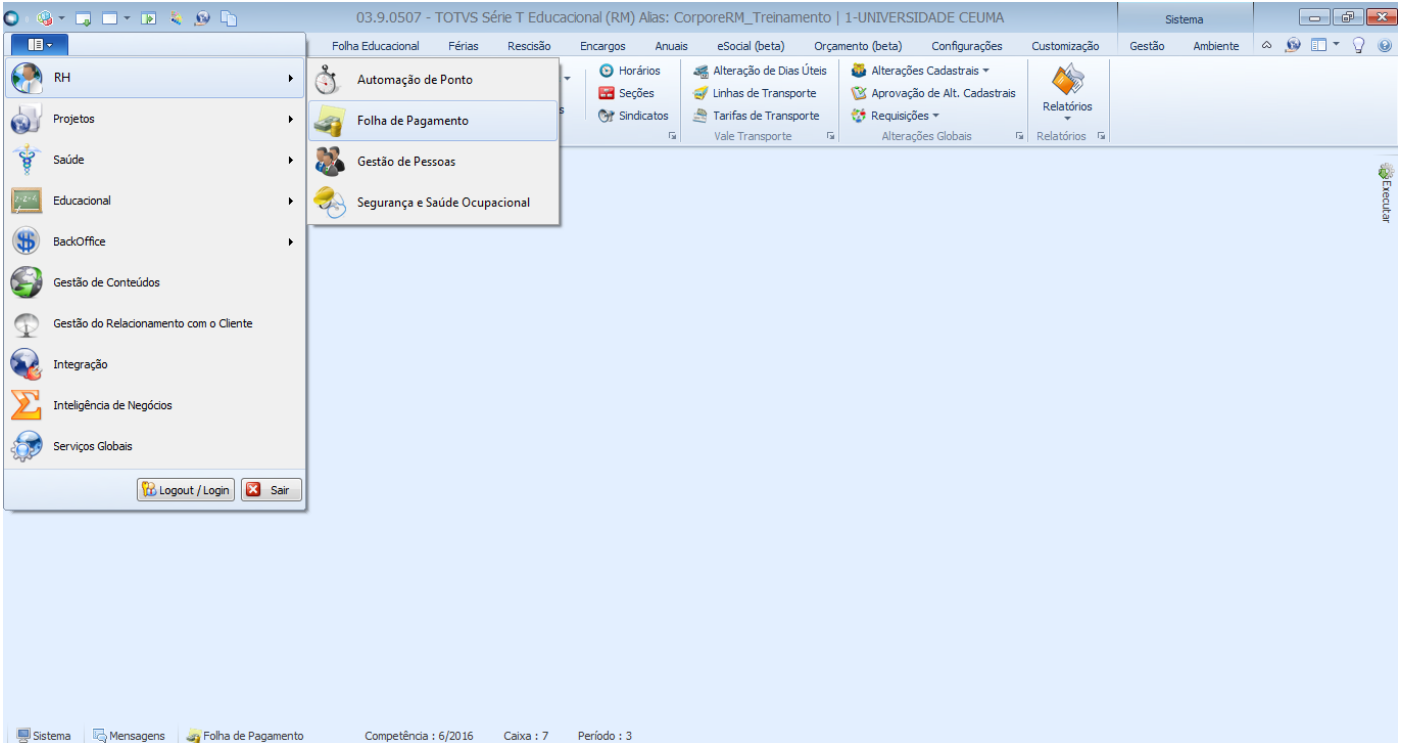 03.9.0507 - TOTVS Série T Educacional (RM) Alias: CorporeRM_Treinamento | 1-UNIVERSIDADE CEUMA
Sistema
Folha Educacional Férias Rescisão Encargos Anuais eSocial (beta) Orçamento (beta) Configurações Customização Gestão Ambiente
RH
Projetos
Saúde
Educacional
BackOffice
Gestão de Conteúdos
Gestão do Relacionamento com o Cliente
Integração
Inteligência de Negócios
Serviços Globais
Logout / Login Sair
Automação de Ponto
Folha de Pagamento
Gestão de Pessoas
Segurança e Saúde Ocupacional
Horários
Seções
Sindicatos
Alteração de Dias Úteis
Linhas de Transporte
Tarifas de Transporte
Vale Transporte
Alterações Cadastrais
Aprovação de Alt. Cadastrais
Requisições
Alterações Globais
Relatórios
Relatórios
Executar
Sistema Mensagens Folha de Pagamento Competência : 6/2016 Caixa : 7 Período : 3